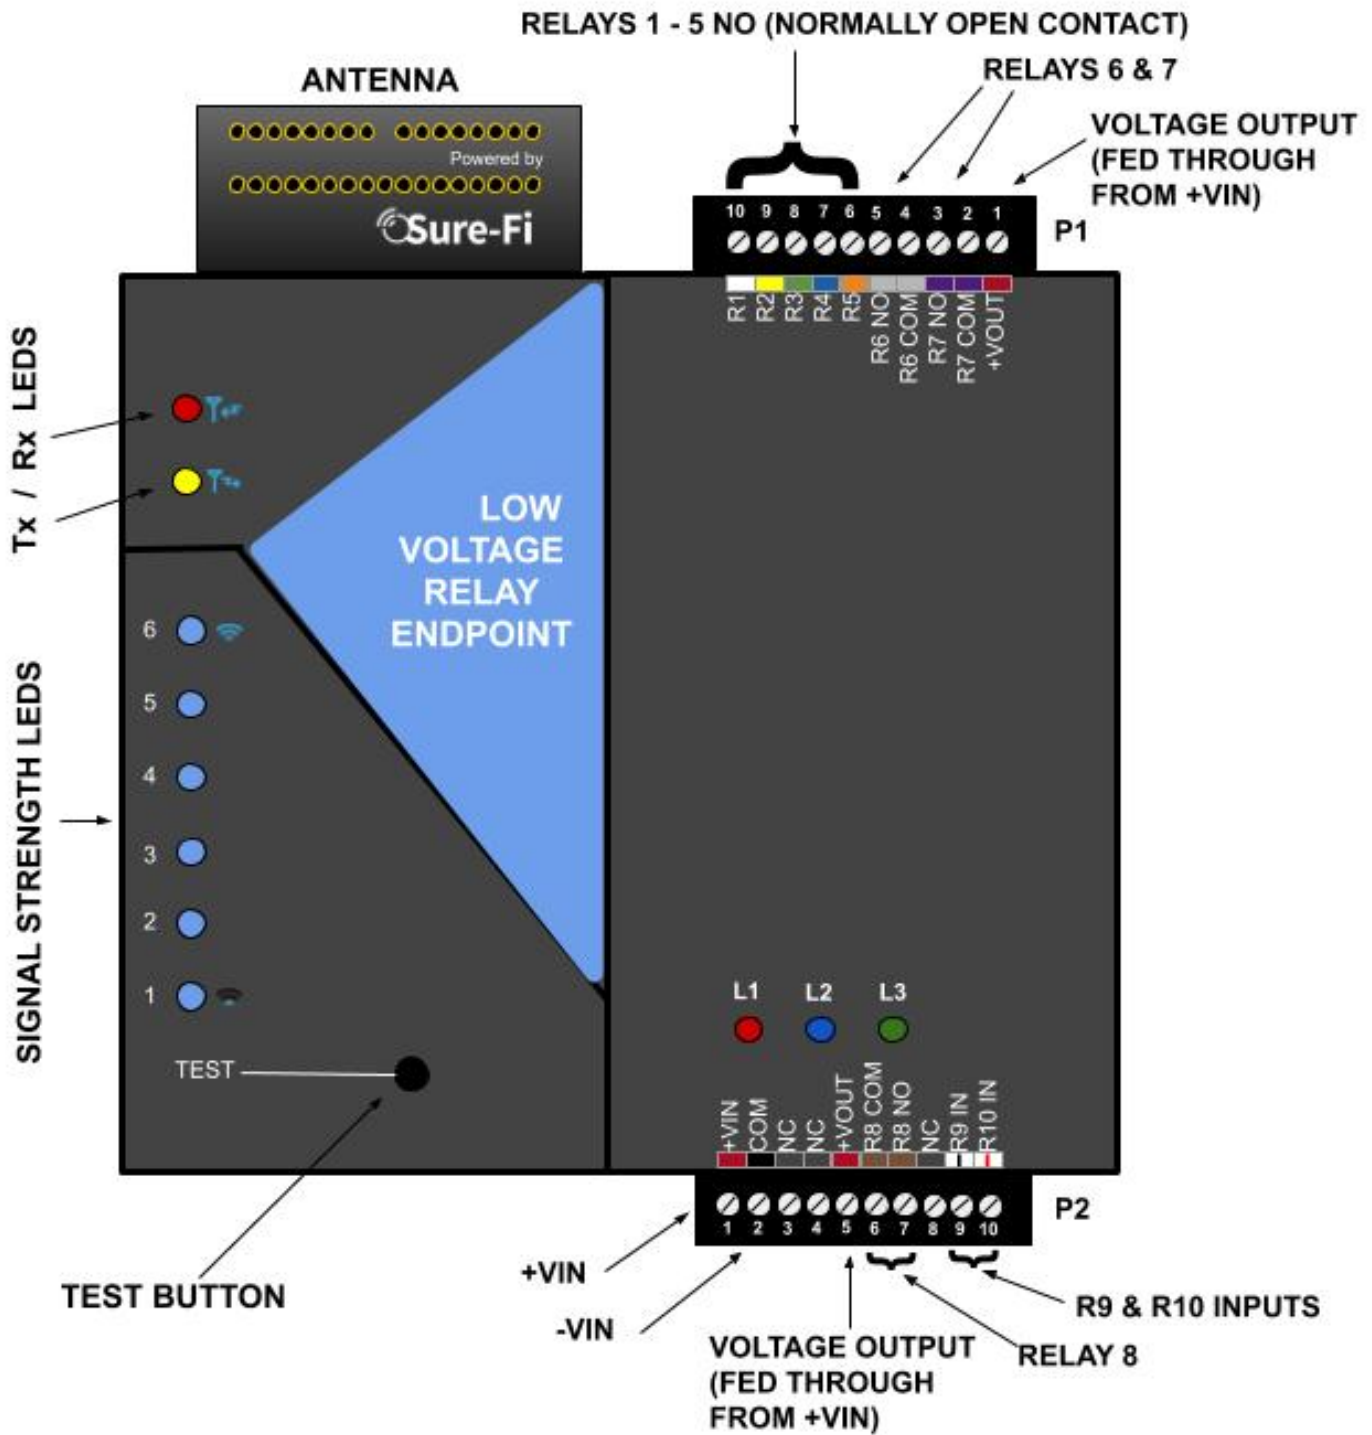 RELAYS 1 - 5 NO (NORMALLY OPEN CONTACT)
RELAYS 6 & 7
ANTENNA
VOLTAGE OUTPUT
(FED THROUGH
FROM +VIN)
Powered by
Sure-Fi
10 9 8 7 6 5 4 3 2 1
P1
R1
R2
R3
R4
R5
R6 NO
R6 COM
R7 NO
R7 COM
+VOUT
Tx / Rx LEDS
LOW
VOLTAGE
RELAY
ENDPOINT
SIGNAL STRENGTH LEDS
6
5
4
3
2
1
TEST
L1 L2 L3
+VIN
COM
NC
NC
+VOUT
R8 COM
R8 NO
NC
R9 IN
R10 IN
1 2 3 4 5 6 7 8 9 10
P2
+VIN
-VIN
TEST BUTTON
VOLTAGE OUTPUT
(FED THROUGH
FROM +VIN)
R9 & R10 INPUTS
RELAY 8